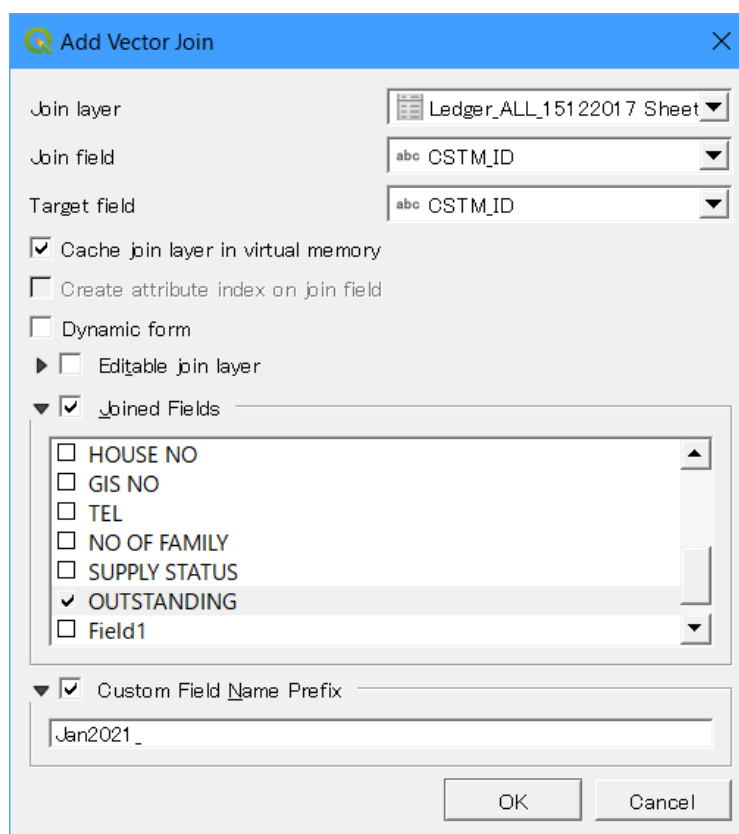 Add Vector Join
Join layer
Ledger_ALL_15122017 Sheet
Join field
abc CSTM_ID
Target field
abc CSTM_ID
Cache join layer in virtual memory
Create attribute index on join field
Dynamic form
Editable join layer
Joined Fields
HOUSE NO
GIS NO
TEL
NO OF FAMILY
SUPPLY STATUS
OUTSTANDING
Field1
Custom Field Name Prefix
Jan2021_
OK
Cancel